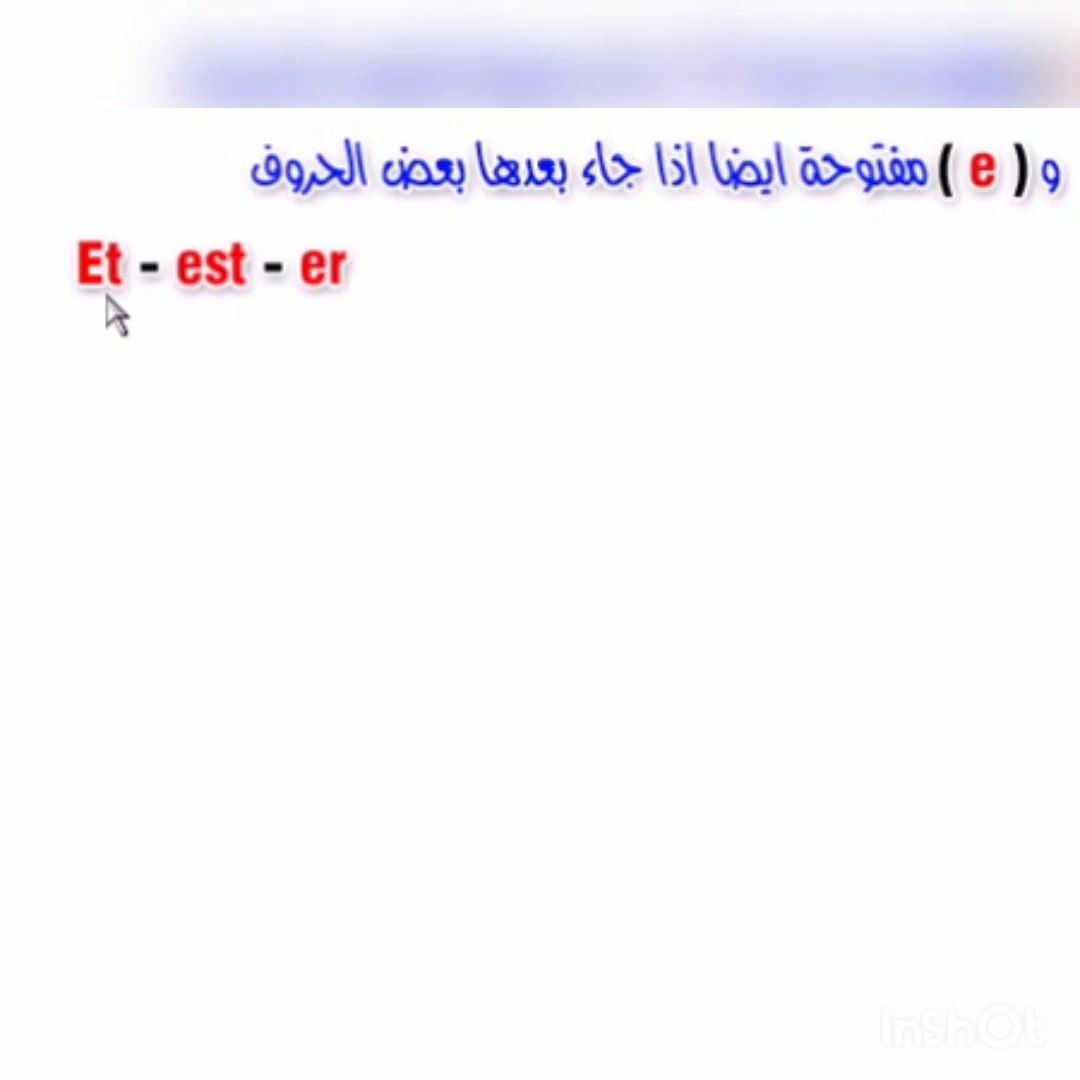 و ( e ) مفتوحة ايضا اذا جاء بعدها بعض الحروف
Et - est - er
InShOt